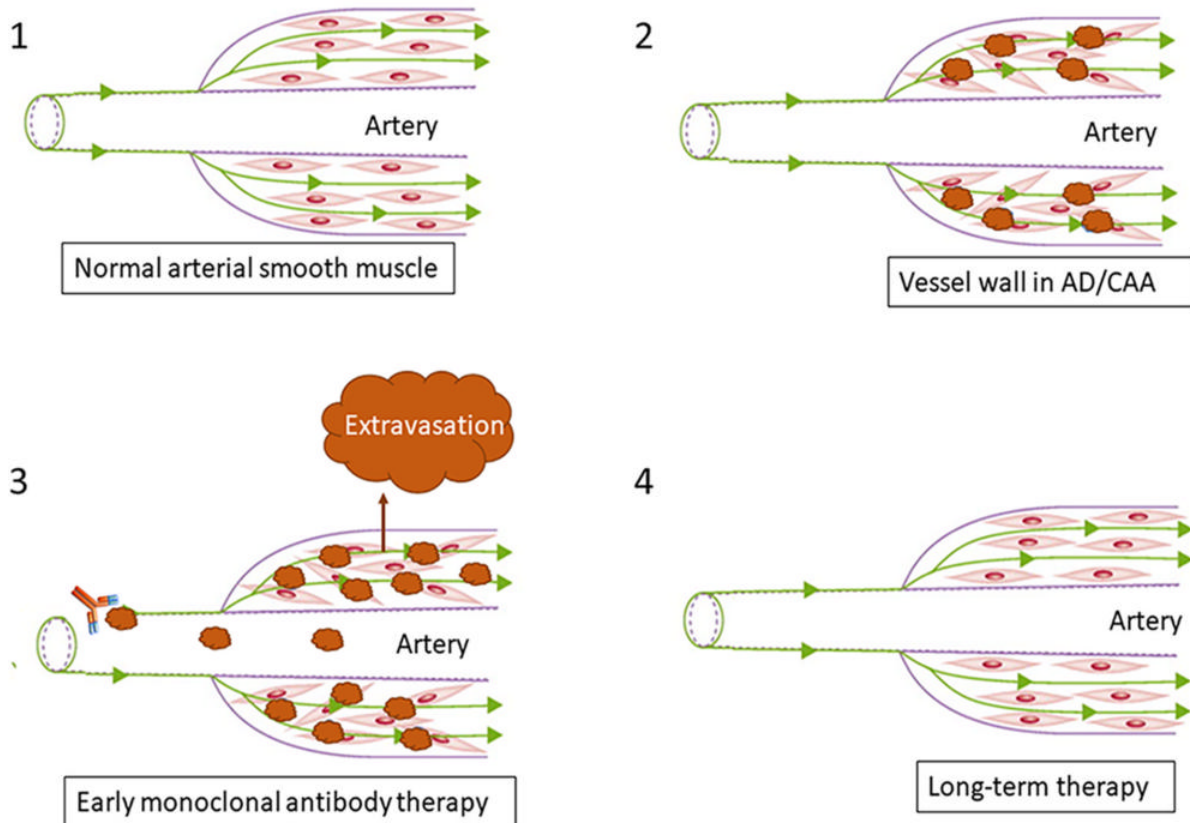 1
Artery
Normal arterial smooth muscle
2
Artery
Vessel wall in AD/CAA
3
Extravasation
Artery
Early monoclonal antibody therapy
4
Artery
Long-term therapy